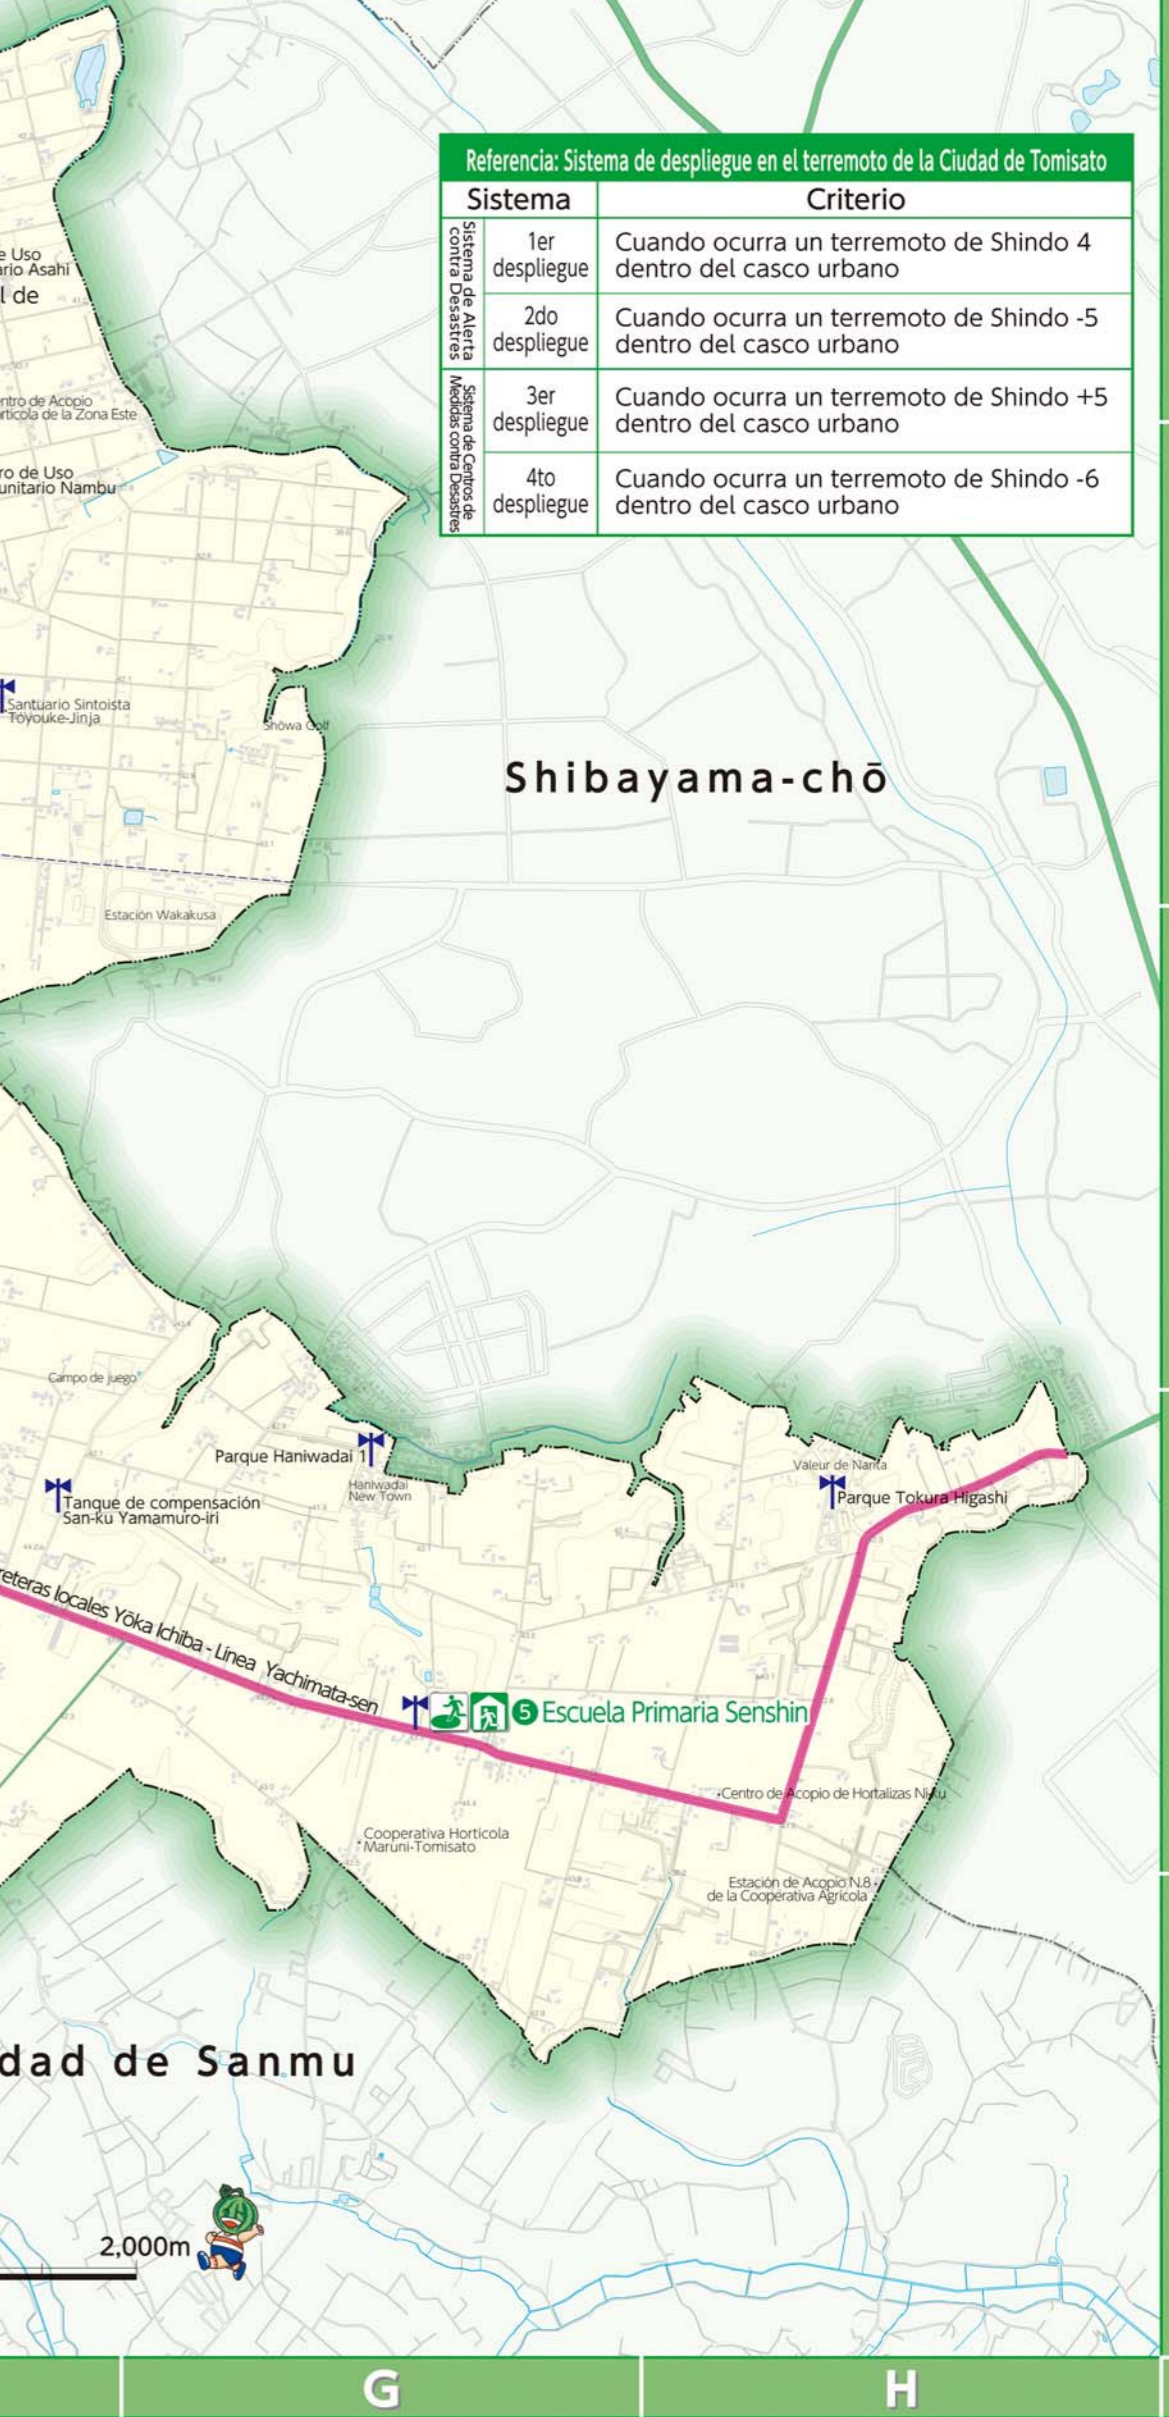 Referencia: Sistema de despliegue en el terremoto de la Ciudad de Tomisato
Sistema
Criterio
Sistema de Alerta
contra Desastres
1er
despliegue
Cuando ocurra un terremoto de Shindo 4
dentro del casco urbano
2do
despliegue
Cuando ocurra un terremoto de Shindo -5
dentro del casco urbano
Sistema de Centros de
Medidas contra Desastres
3er
despliegue
Cuando ocurra un terremoto de Shindo +5
dentro del casco urbano
4to
despliegue
Cuando ocurra un terremoto de Shindo -6
dentro del casco urbano
e Uso
ario Asahi
l de
ntro de Acopio
rticola de la Zona Este
ro de Uso
unitario Nambu
Santuario Sintoista
Toyouke-Jinja
Shōwa Golf
Shibayama-chō
Estación Wakakusa
Campo de juego
Parque Haniwadai 1
Haniwadai
New Town
Tanque de compensación
San-ku Yamamuro-iri
Valeur de Narita
Parque Tokura Higashi
reteras locales Yōka Ichiba - Línea Yachimata-sen
5 Escuela Primaria Senshin
Centro de Acopio de Hortalizas Ni-ku
Cooperativa Horticola
Maruni-Tomisato
Estación de Acopio N.8
de la Cooperativa Agrícola
dad de Sanmu
2,000m
G
H